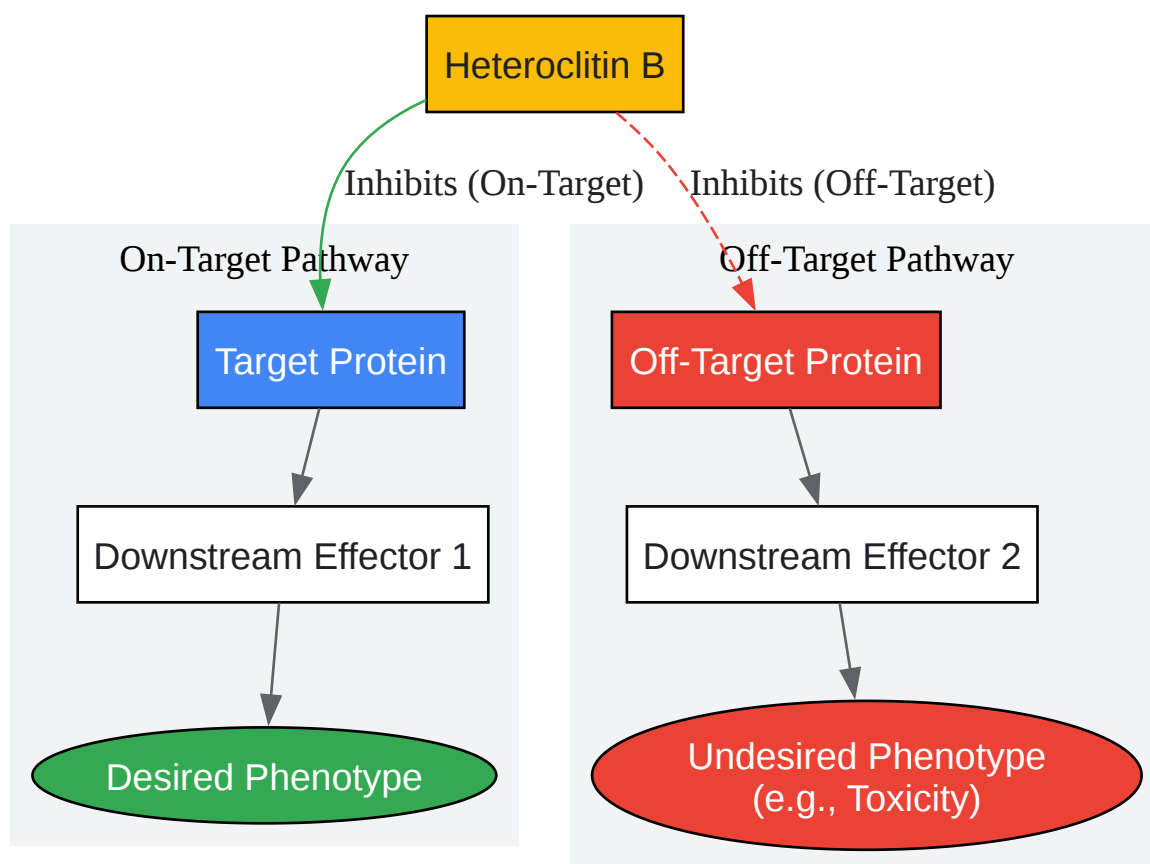 Heteroclitin B
Inhibits (On-Target)
Inhibits (Off-Target)
On-Target Pathway
Off-Target Pathway
Target Protein
Off-Target Protein
Downstream Effector 1
Downstream Effector 2
Desired Phenotype
Undesired Phenotype
(e.g., Toxicity)